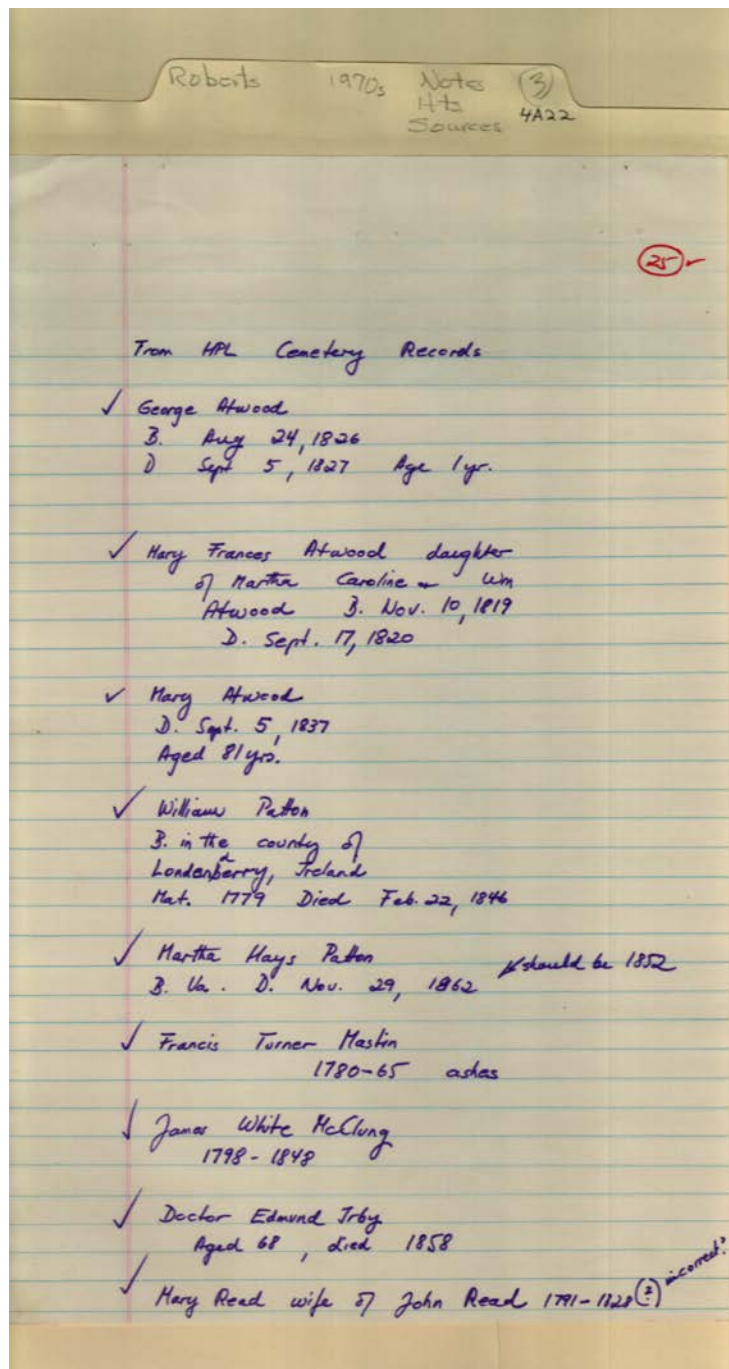 Roberts 1970s Notes (3)
Hts 4A22
Sources
25 ✓
From HPL Cemetery Records
✓ George Atwood
B. Aug 24, 1826
D Sept 5, 1827 Age 1 yr.
✓ Mary Frances Atwood daughter
of Martha Caroline + Wm
Atwood B. Nov. 10, 1819
D. Sept. 17, 1820
✓ Mary Atwood
D. Sept. 5, 1837
Aged 81 yrs.
✓ William Patton
B. in the county of
Londenderry, Ireland
Nat. 1779 Died Feb. 22, 1846
✓ Martha Hays Patton
B. Va. D. Nov. 29, 1862 ↙ should be 1852
✓ Francis Turner Mastin
1780-65 ashes
✓ James White McClung
1798-1848
✓ Doctor Edmund Irby
Aged 68, died 1858
✓ Mary Read wife of John Read 1791-1828 (?) incorrect?